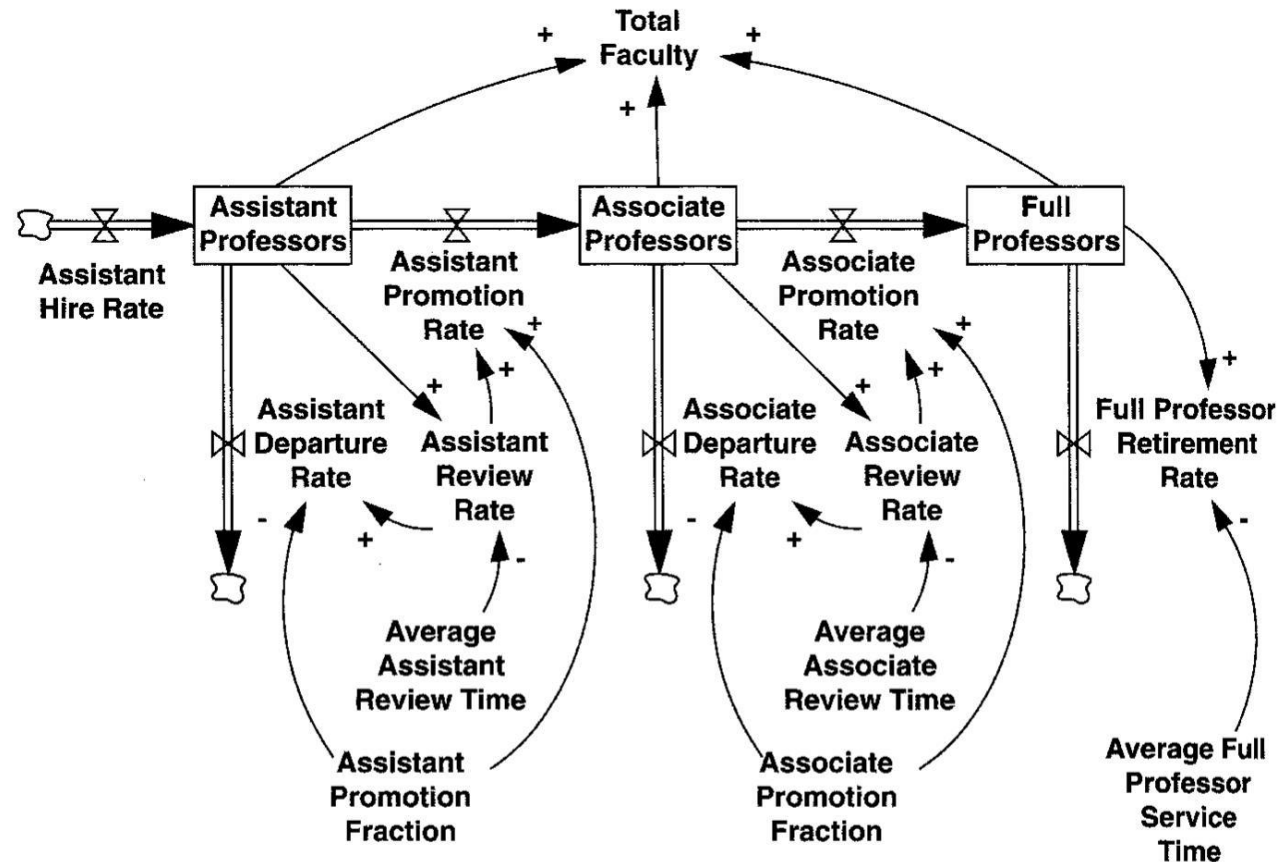 Total
Faculty
+
+
+
Assistant
Professors
Associate
Professors
Full
Professors
Assistant
Hire Rate
Assistant
Promotion
Rate
+
Associate
Promotion
Rate
+
+
+
+
+
+
Assistant
Departure
Rate
Assistant
Review
Rate
Associate
Departure
Rate
Associate
Review
Rate
Full Professor
Retirement
Rate
-
+
-
-
+
-
-
Average
Assistant
Review Time
Average
Associate
Review Time
Assistant
Promotion
Fraction
Associate
Promotion
Fraction
Average Full
Professor
Service
Time